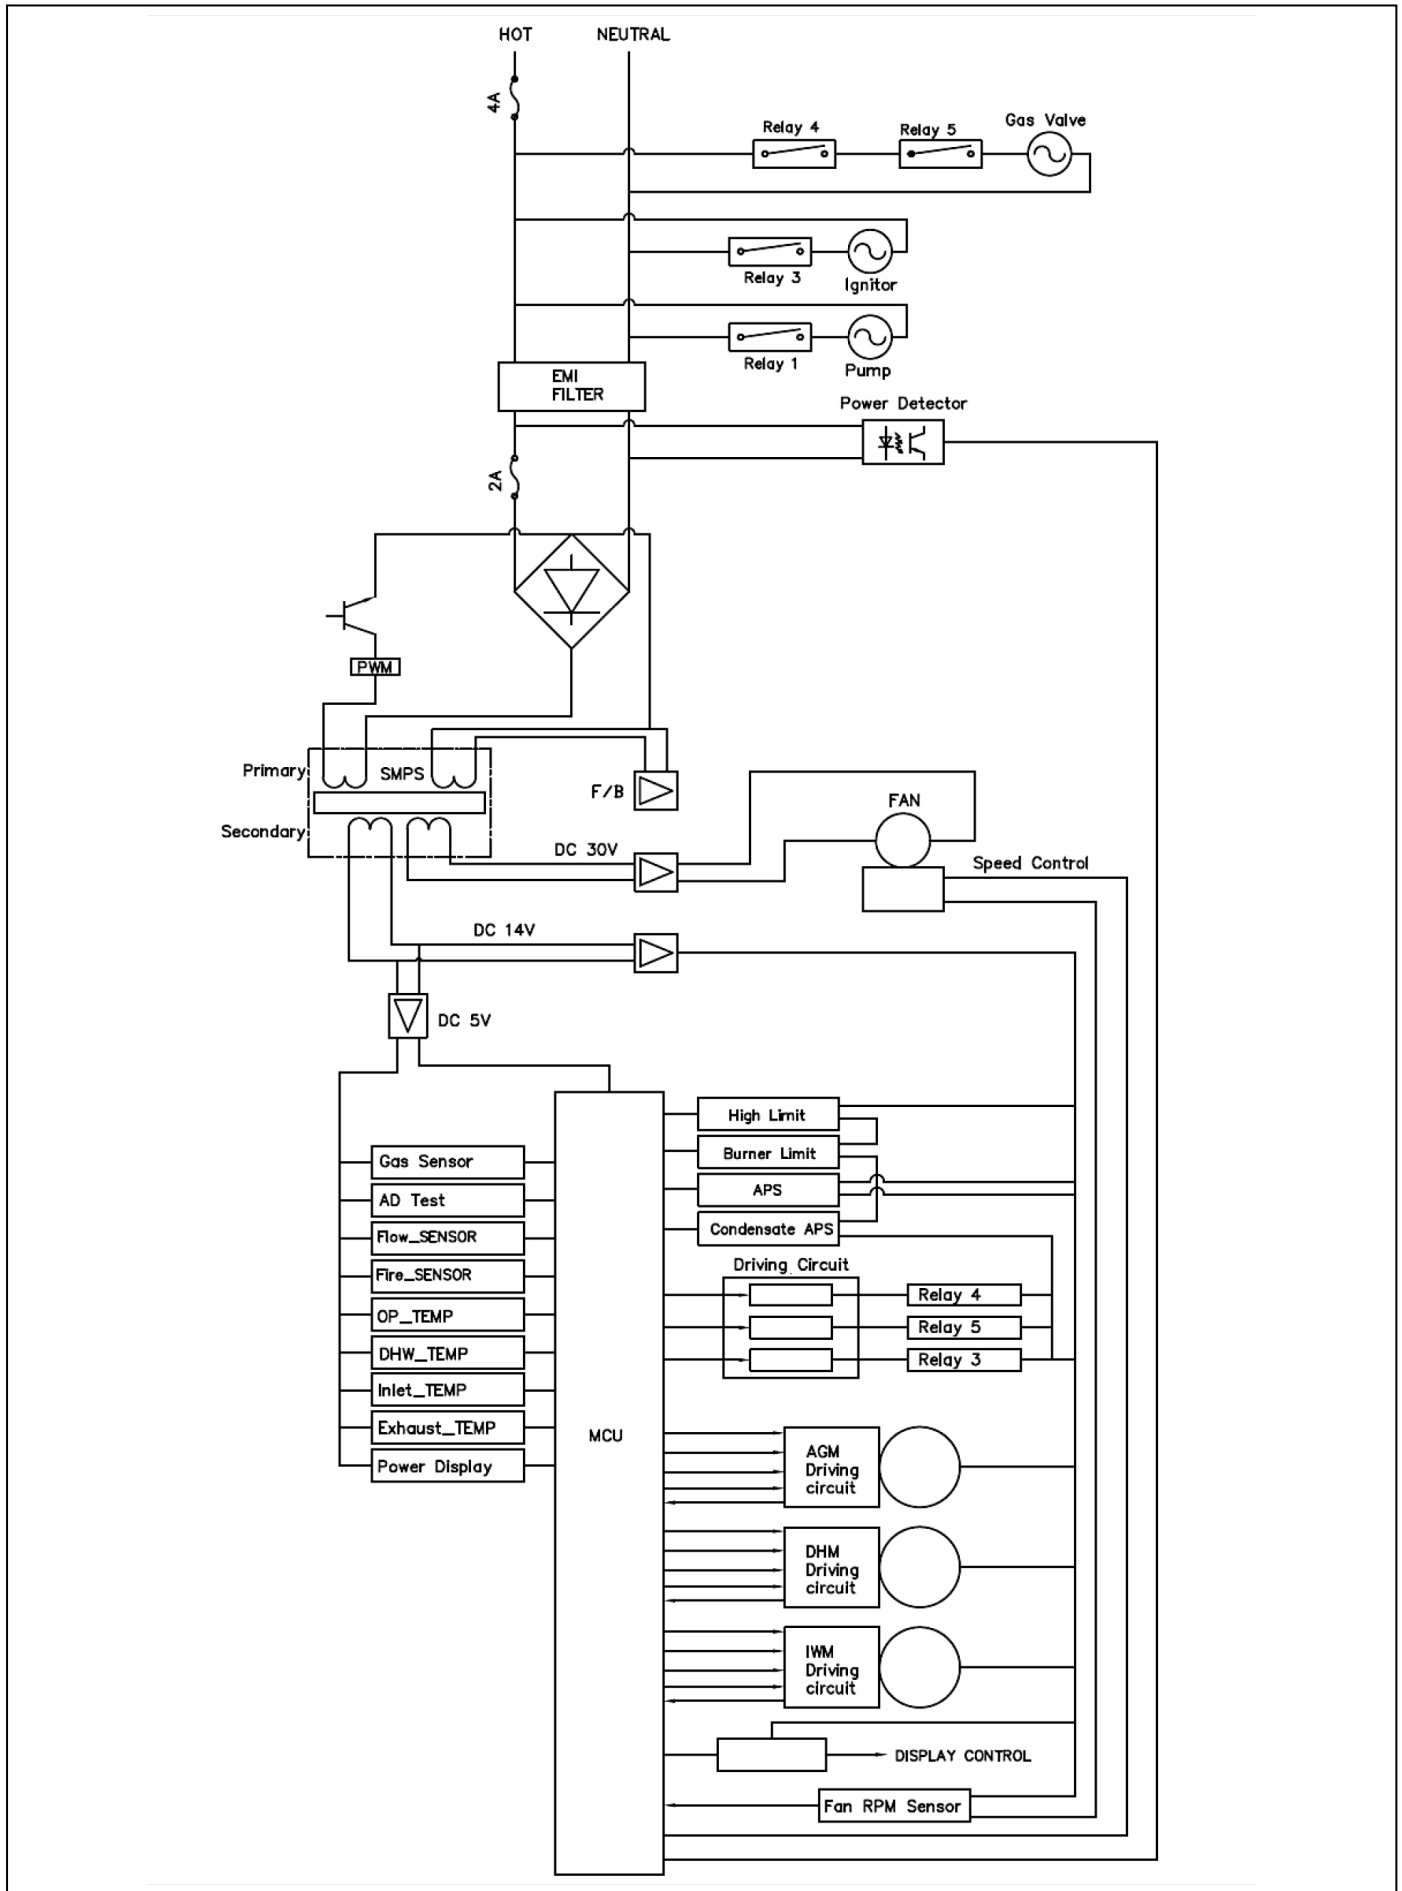 HOT
NEUTRAL
4A
Relay 4
Relay 5
Gas Valve
Relay 3
Ignitor
Relay 1
Pump
EMI
FILTER
Power Detector
2A
PWM
Primary
SMPS
Secondary
F/B
FAN
DC 30V
Speed Control
DC 14V
DC 5V
High Limit
Burner Limit
APS
Condensate APS
Gas Sensor
AD Test
Flow_SENSOR
Fire_SENSOR
OP_TEMP
DHW_TEMP
Inlet_TEMP
Exhaust_TEMP
Power Display
MCU
Driving Circuit
Relay 4
Relay 5
Relay 3
AGM
Driving
circuit
DHM
Driving
circuit
IWM
Driving
circuit
DISPLAY CONTROL
Fan RPM Sensor